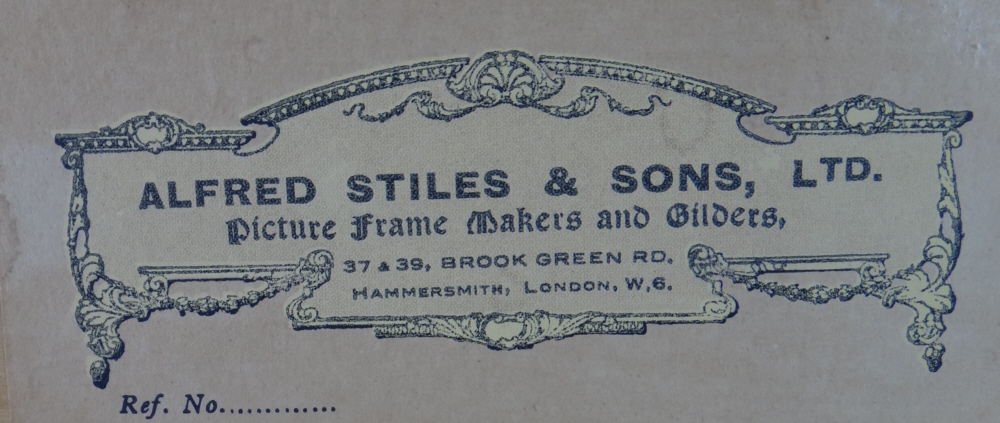 ALFRED STILES & SONS, LTD.
Picture Frame Makers and Gilders,
37 & 39, BROOK GREEN RD.
HAMMERSMITH, LONDON, W,6.
Ref. No..............